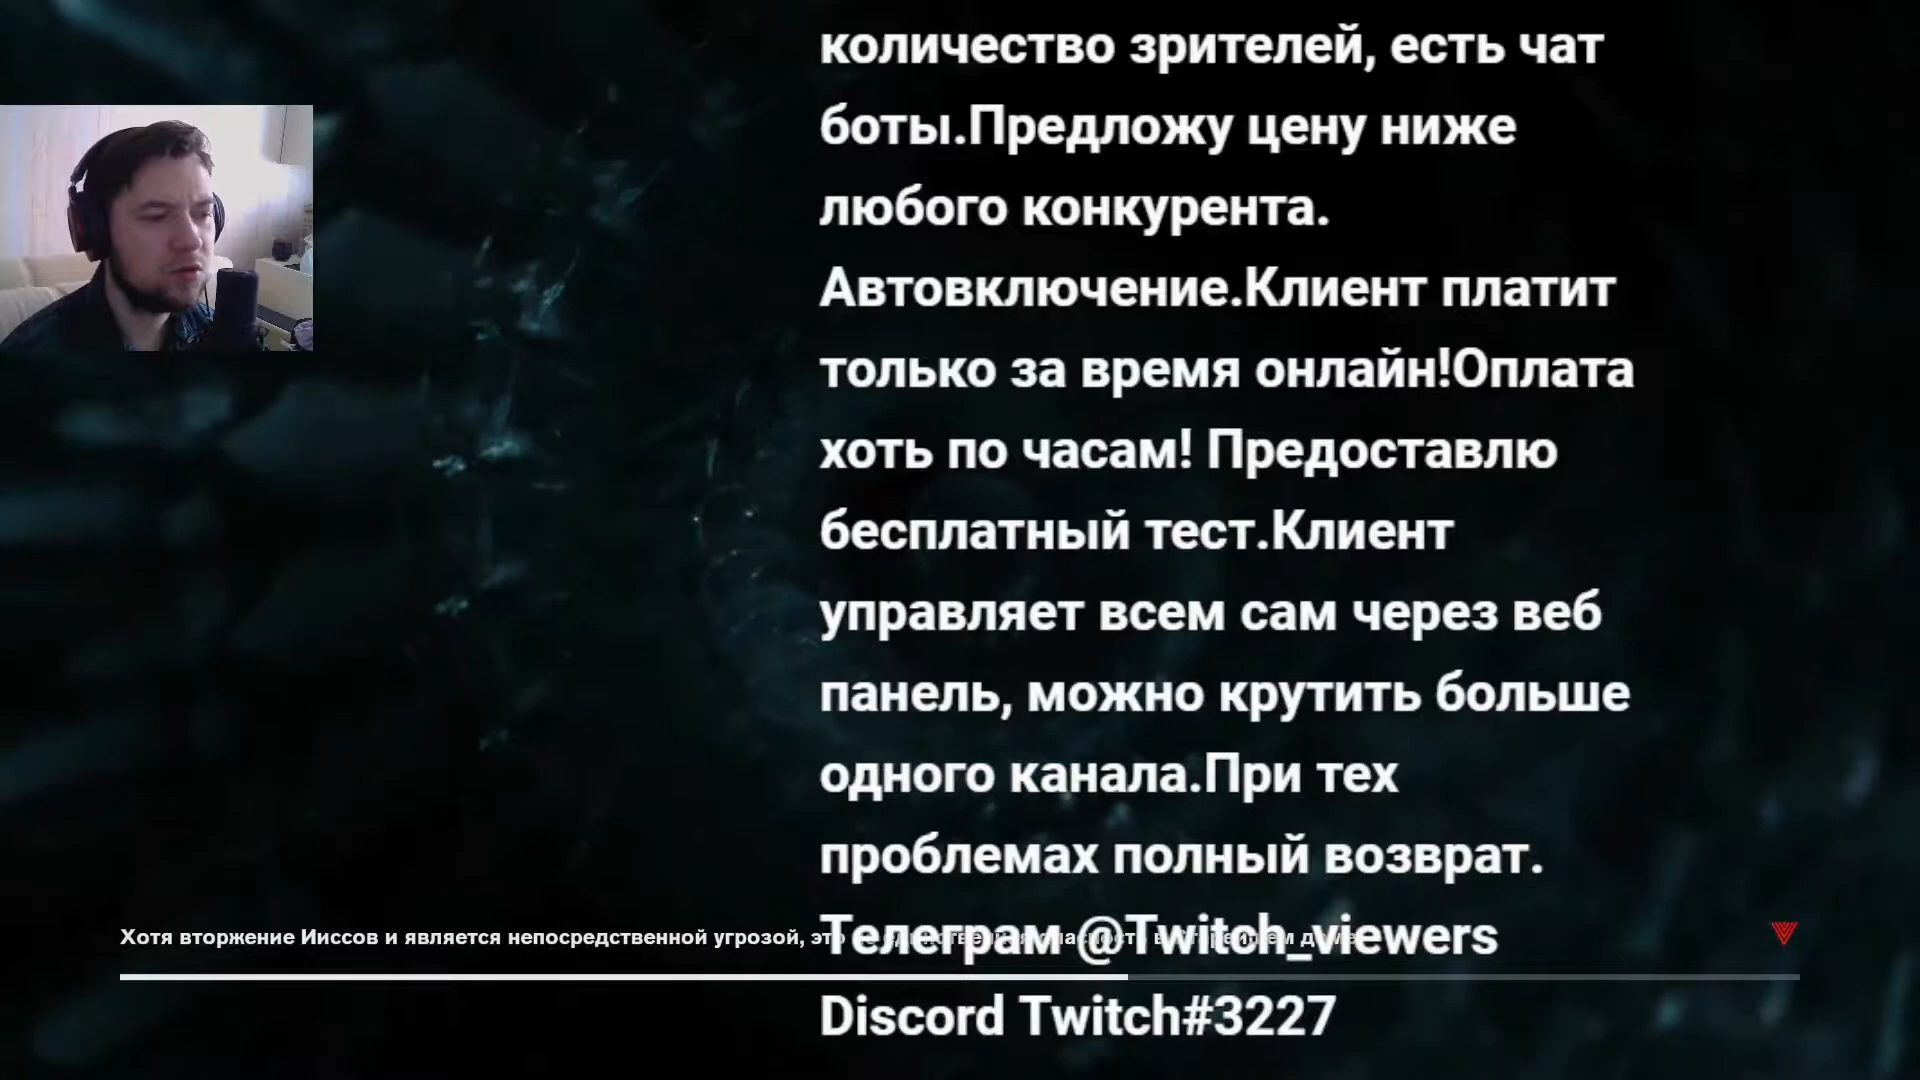 количество зрителей, есть чат
боты.Предложу цену ниже
любого конкурента.
Автовключение.Клиент платит
только за время онлайн!Оплата
хоть по часам! Предоставлю
бесплатный тест.Клиент
управляет всем сам через веб
панель, можно крутить больше
одного канала.При тех
проблемах полный возврат.
Телеграм @Twitch_viewers
Discord Twitch#3227
Хотя вторжение Ииссов и является непосредственной угрозой, это